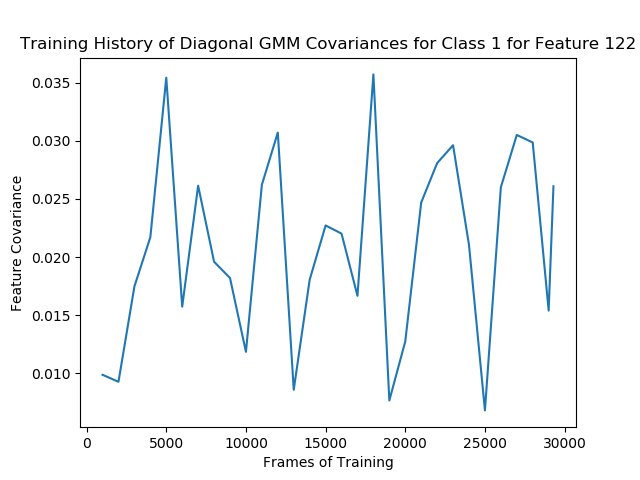 Training History of Diagonal GMM Covariances for Class 1 for Feature 122
0.035
0.030
0.025
0.020
0.015
0.010
Feature Covariance
0 5000 10000 15000 20000 25000 30000
Frames of Training